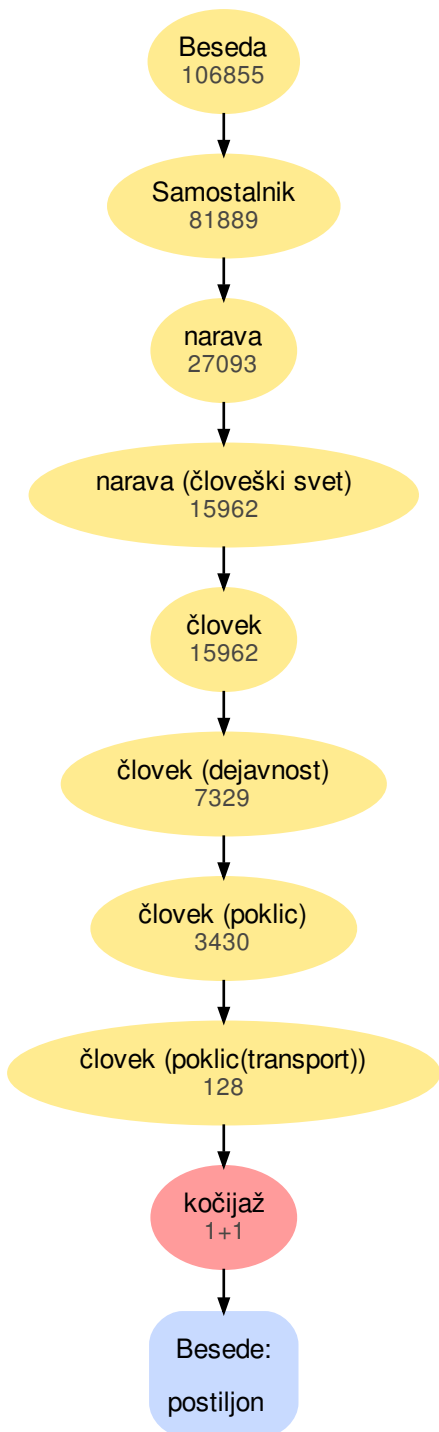 Beseda
106855
Samostalnik
81889
narava
27093
narava (človeški svet)
15962
človek
15962
človek (dejavnost)
7329
človek (poklic)
3430
človek (poklic(transport))
128
kočijaž
1+1
Besede:
postiljon